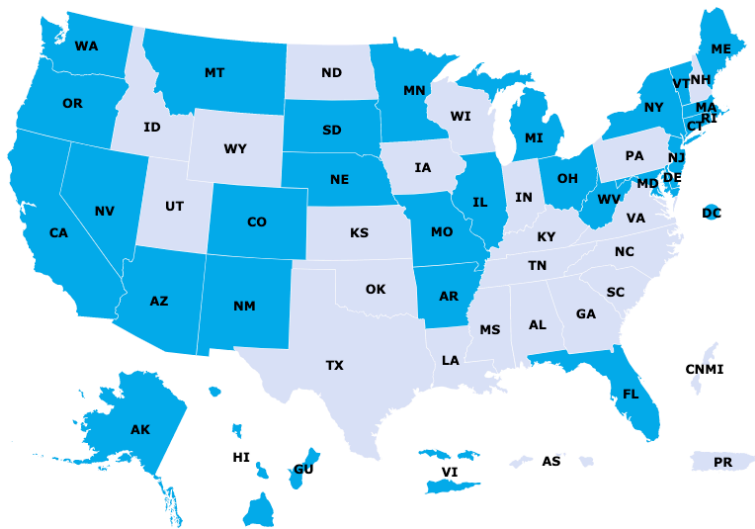 WA
MT
ND
MN
ME
VT
NH
OR
ID
SD
WI
NY
MA
RI
CT
WY
MI
IA
PA
NJ
NE
OH
DE
MD
NV
UT
CO
IL
IN
WV
VA
DC
CA
KS
MO
KY
NC
TN
AZ
NM
OK
AR
SC
MS
AL
GA
TX
LA
CNMI
FL
AK
HI
GU
VI
AS
PR